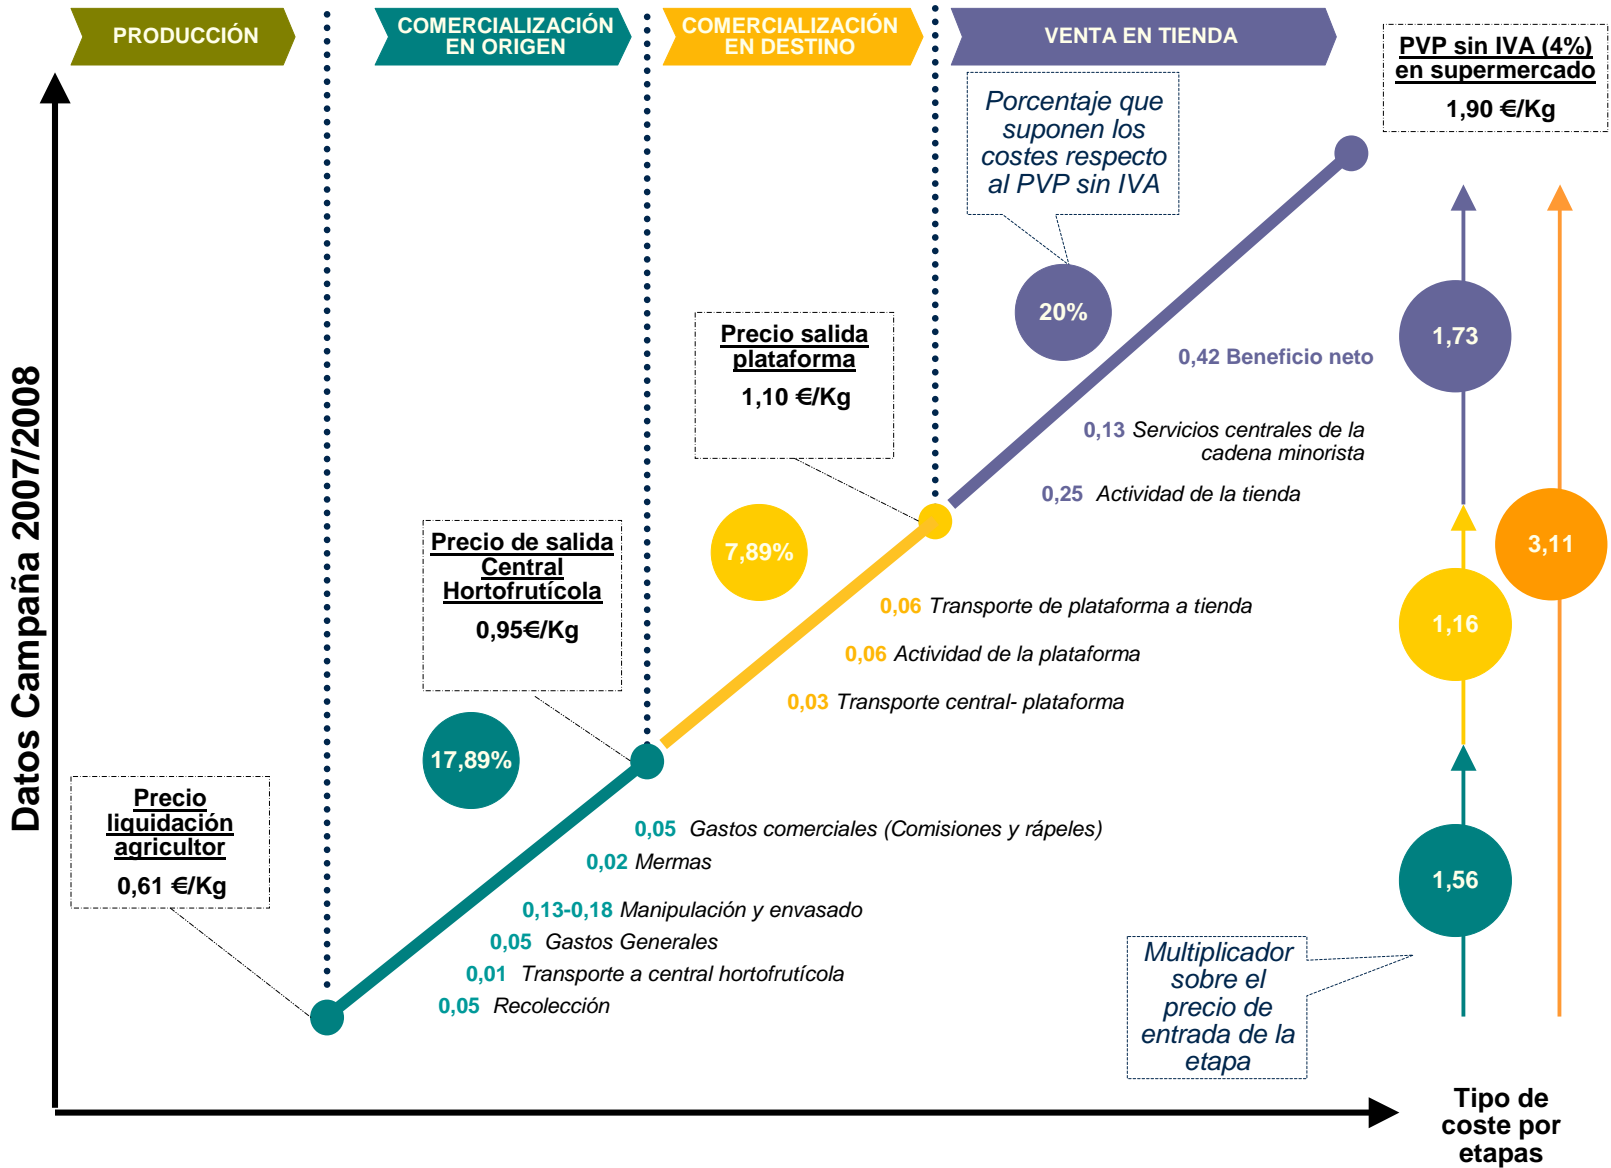 PRODUCCIÓN
COMERCIALIZACIÓN
EN ORIGEN
COMERCIALIZACIÓN
EN DESTINO
VENTA EN TIENDA
PVP sin IVA (4%)
en supermercado
1,90 €/Kg
Porcentaje que
suponen los
costes respecto
al PVP sin IVA
20%
Precio salida
plataforma
1,10 €/Kg
0,42 Beneficio neto
0,13 Servicios centrales de la
cadena minorista
0,25 Actividad de la tienda
1,73
Datos Campaña 2007/2008
Precio de salida
Central
Hortofrutícola
0,95€/Kg
7,89%
3,11
0,06 Transporte de plataforma a tienda
0,06 Actividad de la plataforma
0,03 Transporte central- plataforma
1,16
17,89%
Precio
liquidación
agricultor
0,61 €/Kg
0,05 Gastos comerciales (Comisiones y rápeles)
0,02 Mermas
0,13-0,18 Manipulación y envasado
0,05 Gastos Generales
0,01 Transporte a central hortofrutícola
0,05 Recolección
1,56
Multiplicador
sobre el
precio de
entrada de la
etapa
Tipo de
coste por
etapas